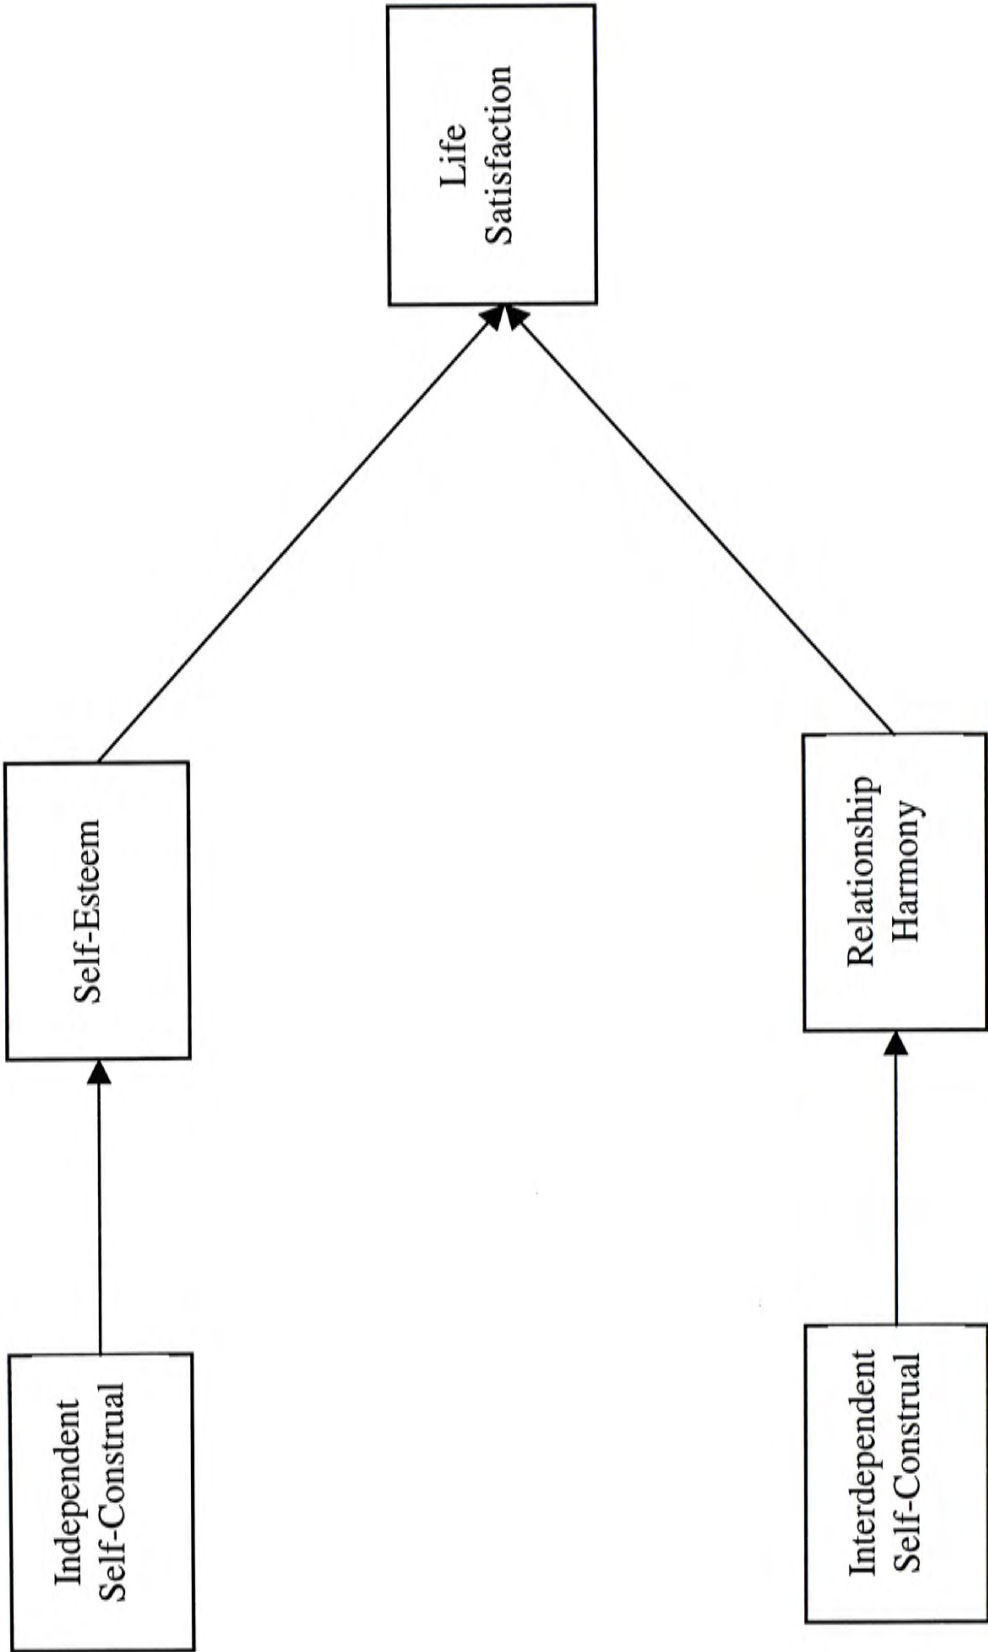 Independent
Self-Construal
Self-Esteem
Life
Satisfaction
Interdependent
Self-Construal
Relationship
Harmony